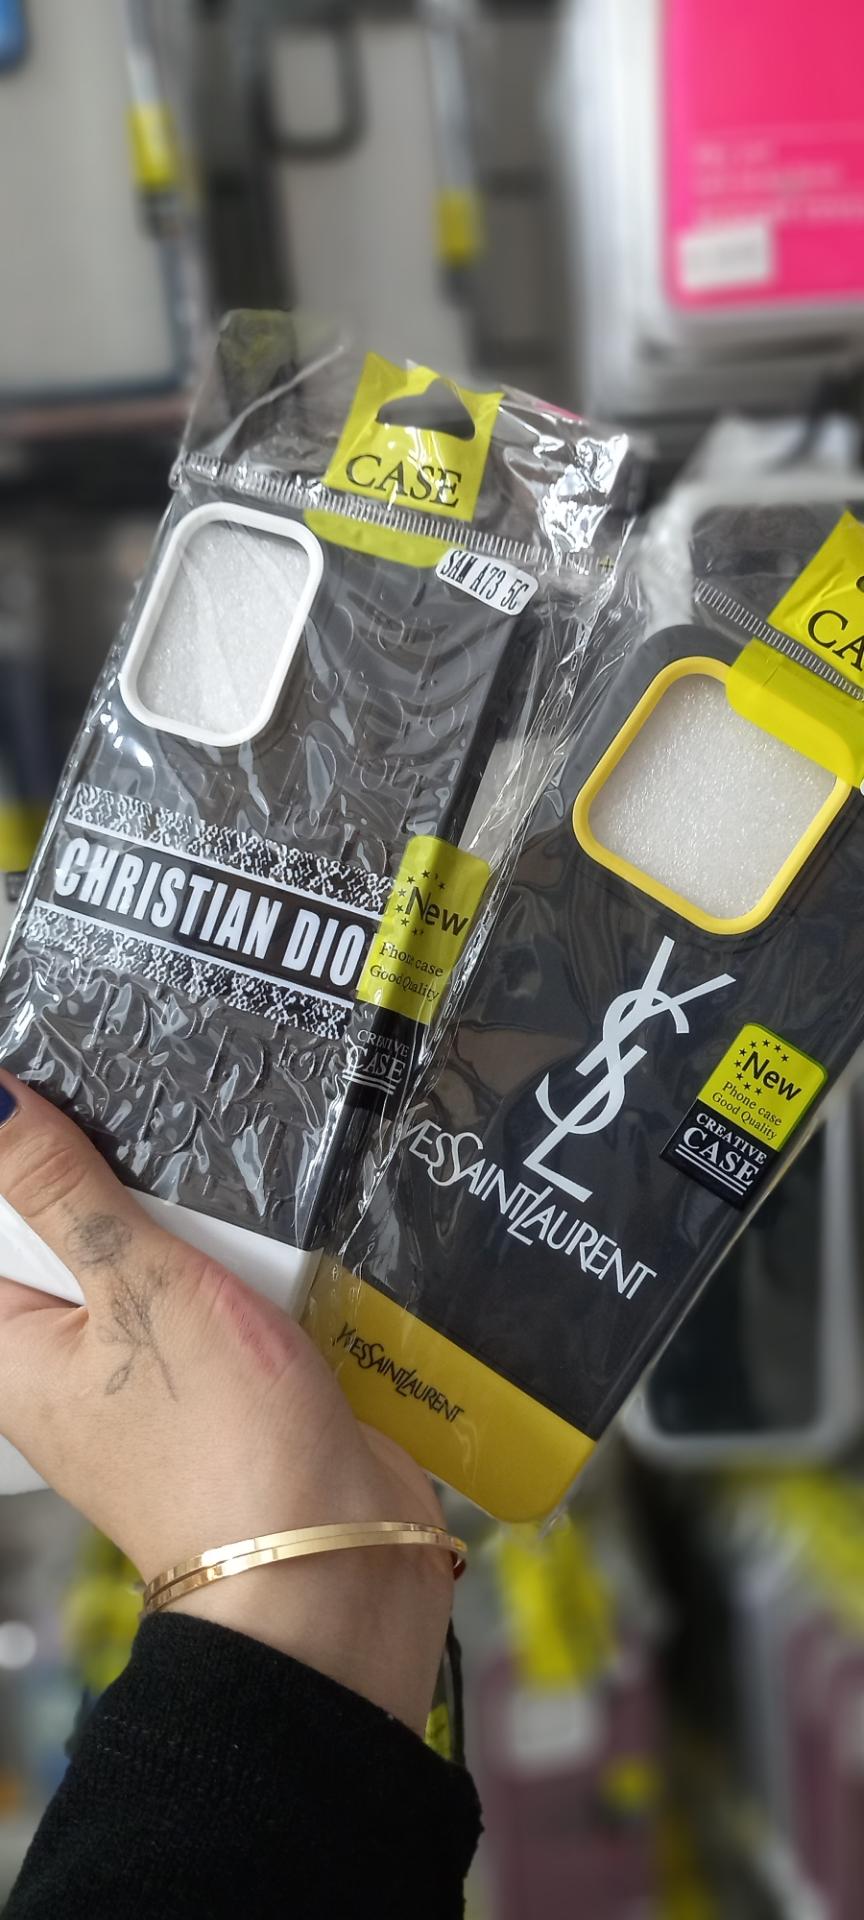 CASE
SAM A73 5G
CHRISTIAN DIO
New
Phone case
Good Quality
CREATIVE
CASE
CA
YSL
YVESSAINTLAURENT
New
Phone case
Good Quality
CREATIVE
CASE
YVESSAINTLAURENT